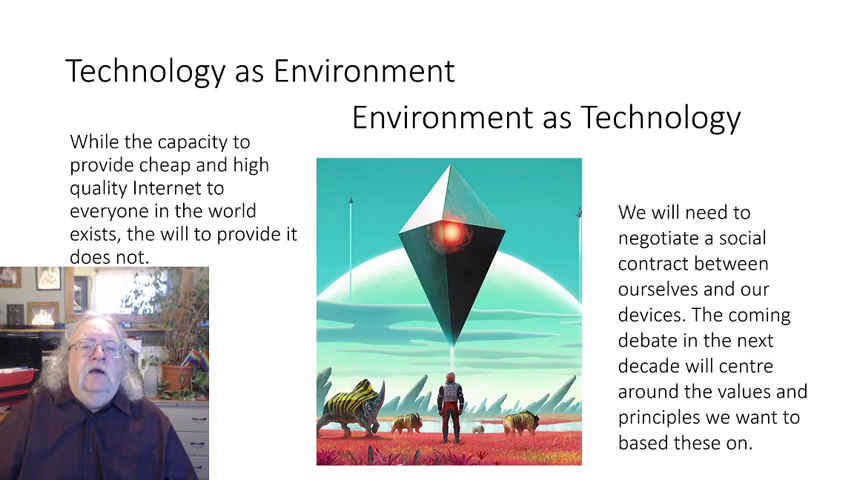 Technology as Environment
Environment as Technology
While the capacity to
provide cheap and high
quality Internet to
everyone in the world
exists, the will to provide it
does not.
We will need to
negotiate a social
contract between
ourselves and our
devices. The coming
debate in the next
decade will centre
around the values and
principles we want to
based these on.